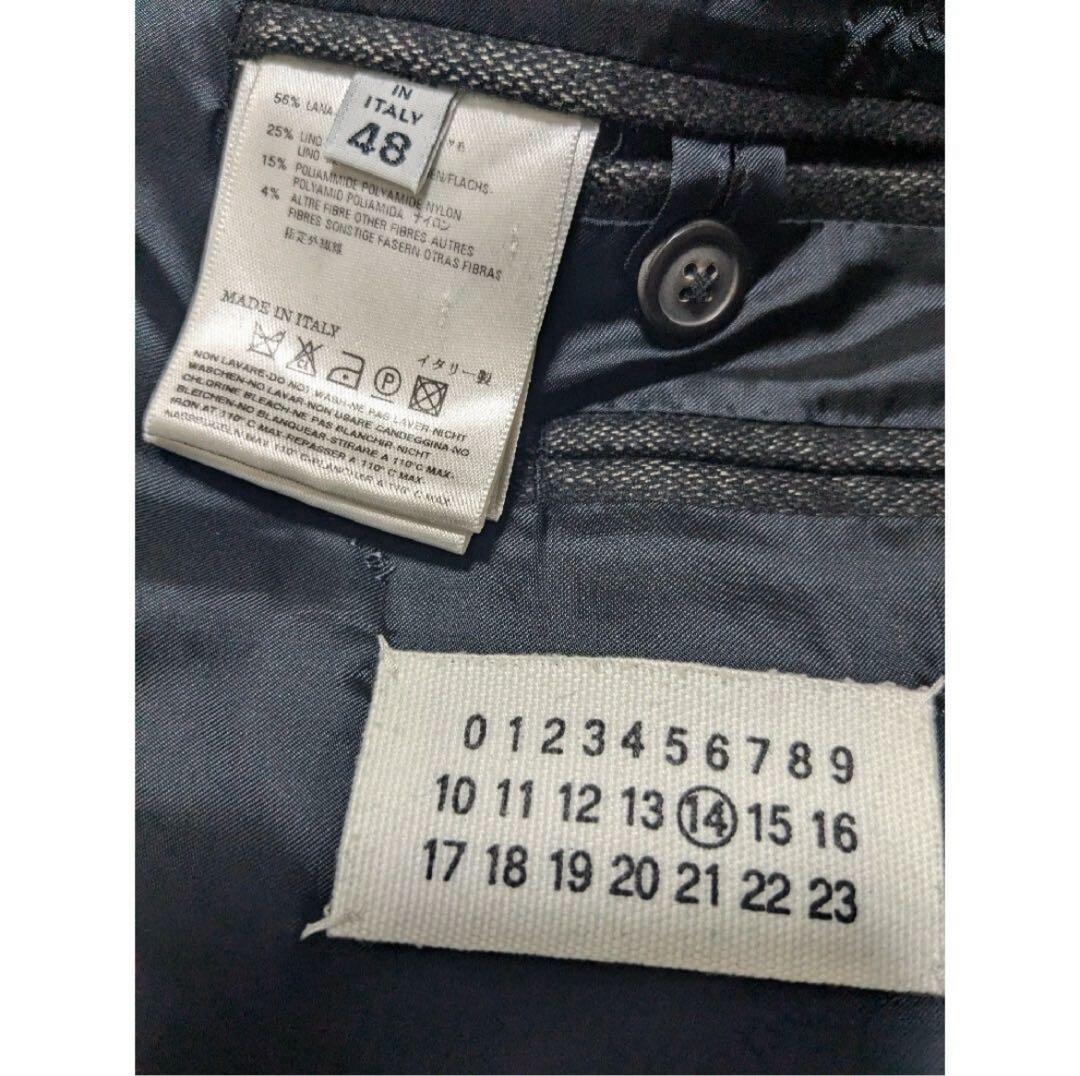 IN
ITALY
48
56% LANA
25% LINO
LINO EN/FLACHS-
15% POLIAMMIDE POLYAMIDE NYLON
POLYAMID POLIAMIDA ナイロン
4% ALTRE FIBRE OTHER FIBRES AUTRES
FIBRES SONSTIGE FASERN OTRAS FIBRAS
指定外繊維
MADE IN ITALY
イタリー製
P
NON LAVARE-DO NOT WASH-NE PAS LAVER-NICHT
WASCHEN-NO LAVAR-NON USARE CANDEGGINA-NO
CHLORINE BLEACH-NE PAS BLANCHIR-NICHT
BLEICHEN-NO BLANQUEAR-STIRARE A 110°C MAX-
IRON AT 110°C MAX-REPASSER A 110°C MAX
0 1 2 3 4 5 6 7 8 9
10 11 12 13 14 15 16
17 18 19 20 21 22 23